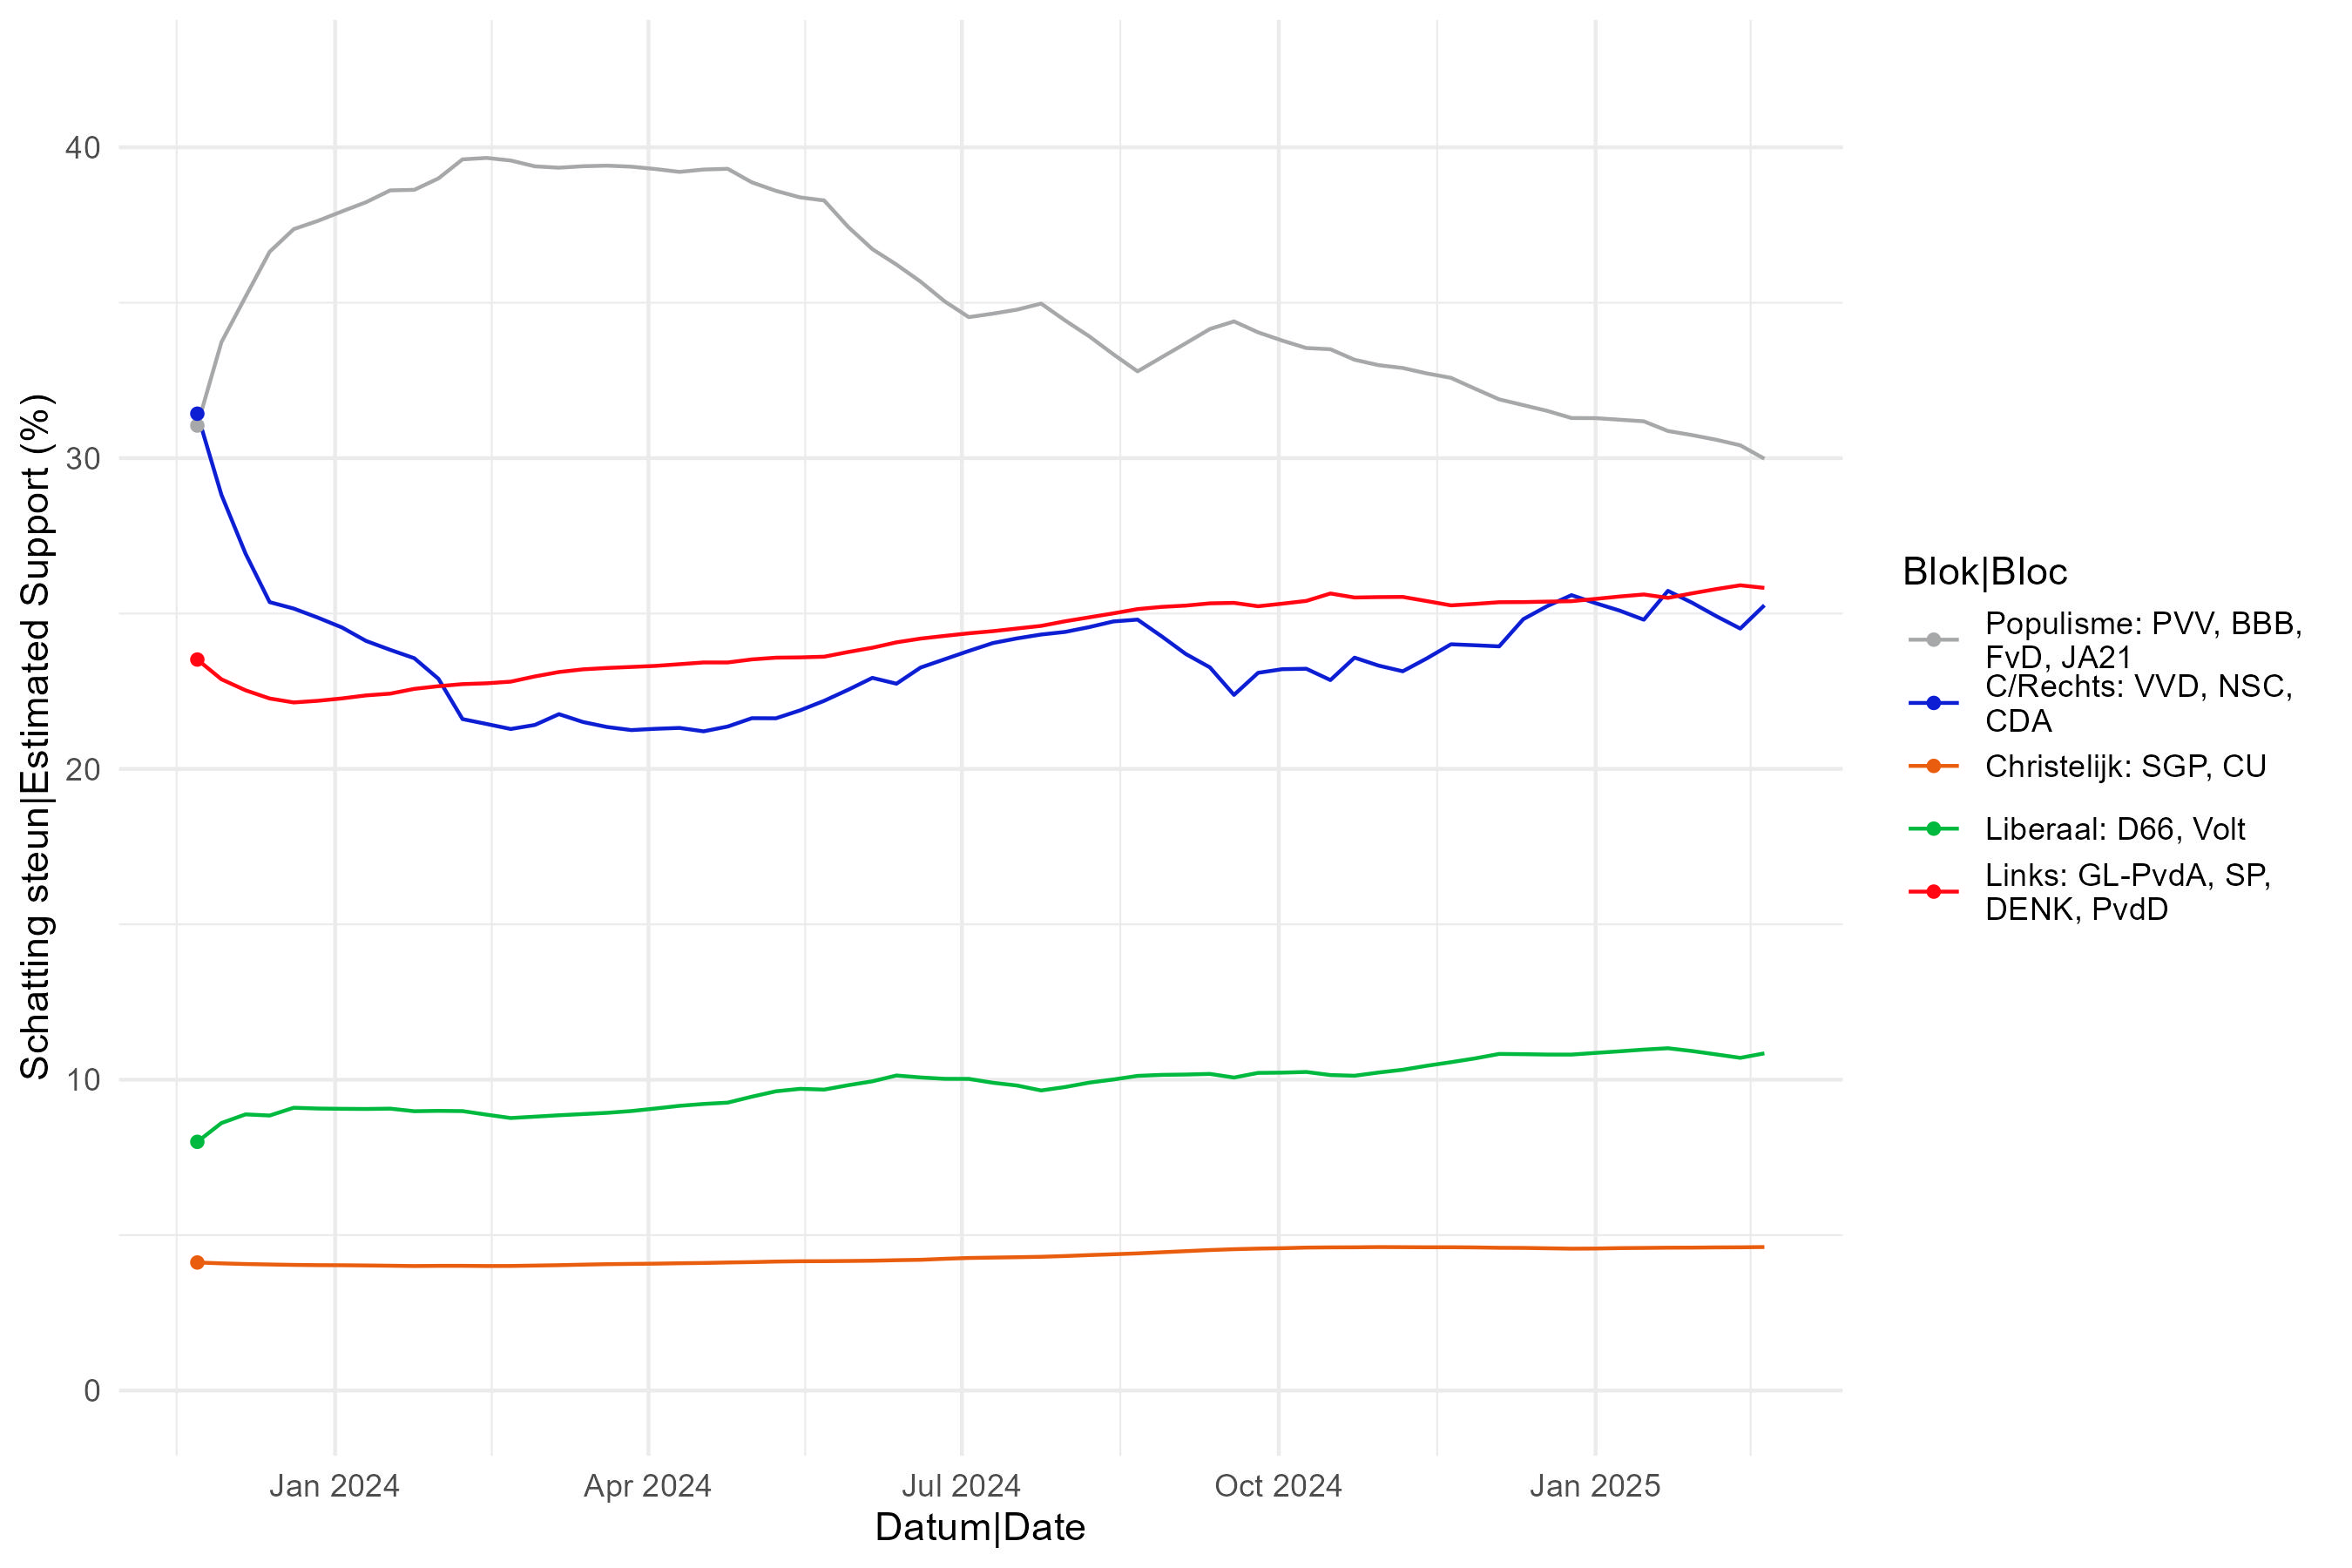 Schatting steun|Estimated Support (%)
40
30
20
10
0
Jan 2024
Apr 2024
Jul 2024
Oct 2024
Jan 2025
Datum|Date
Blok|Bloc
Populisme: PVV, BBB,
FvD, JA21
C/Rechts: VVD, NSC,
CDA
Christelijk: SGP, CU
Liberaal: D66, Volt
Links: GL-PvdA, SP,
DENK, PvdD